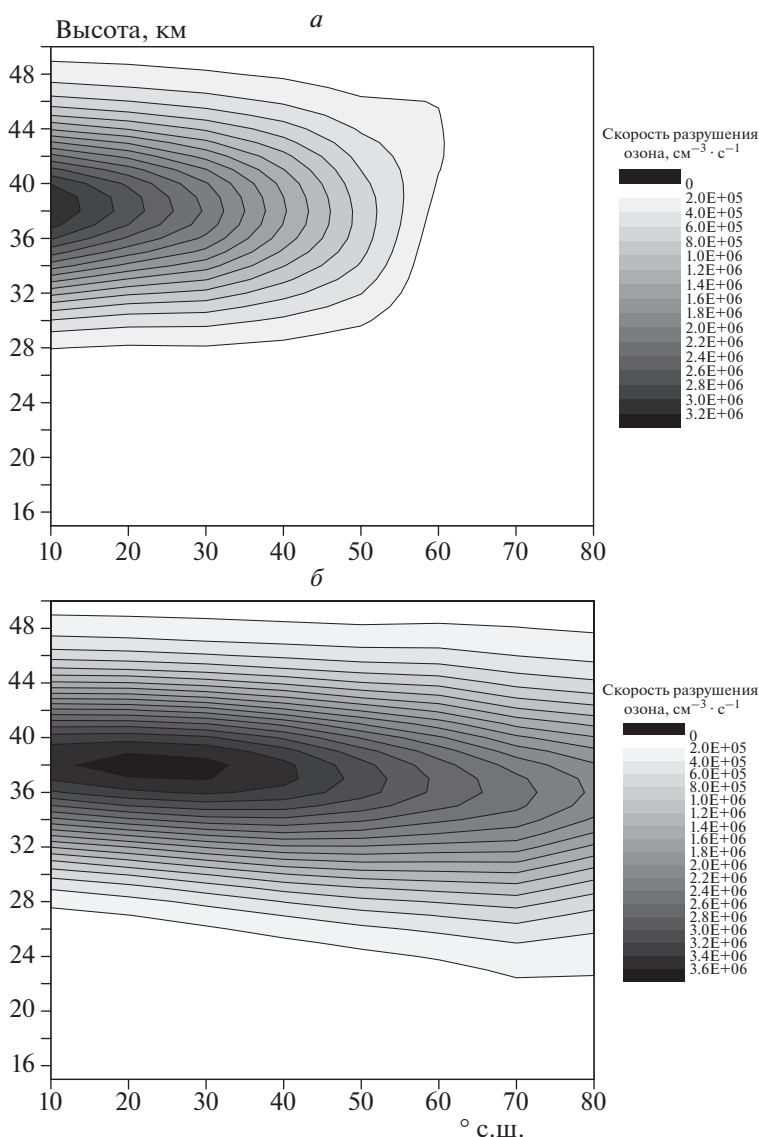 а
Высота, км
48
44
40
36
32
28
24
20
16
10 20 30 40 50 60 70 80
Скорость разрушения
озона, см⁻³ · с⁻¹
0
2.0E+05
4.0E+05
6.0E+05
8.0E+05
1.0E+06
1.2E+06
1.4E+06
1.6E+06
1.8E+06
2.0E+06
2.2E+06
2.4E+06
2.6E+06
2.8E+06
3.0E+06
3.2E+06
б
48
44
40
36
32
28
24
20
16
10 20 30 40 50 60 70 80
° с.ш.
Скорость разрушения
озона, см⁻³ · с⁻¹
0
2.0E+05
4.0E+05
6.0E+05
8.0E+05
1.0E+06
1.2E+06
1.4E+06
1.6E+06
1.8E+06
2.0E+06
2.2E+06
2.4E+06
2.6E+06
2.8E+06
3.0E+06
3.2E+06
3.4E+06
3.6E+06